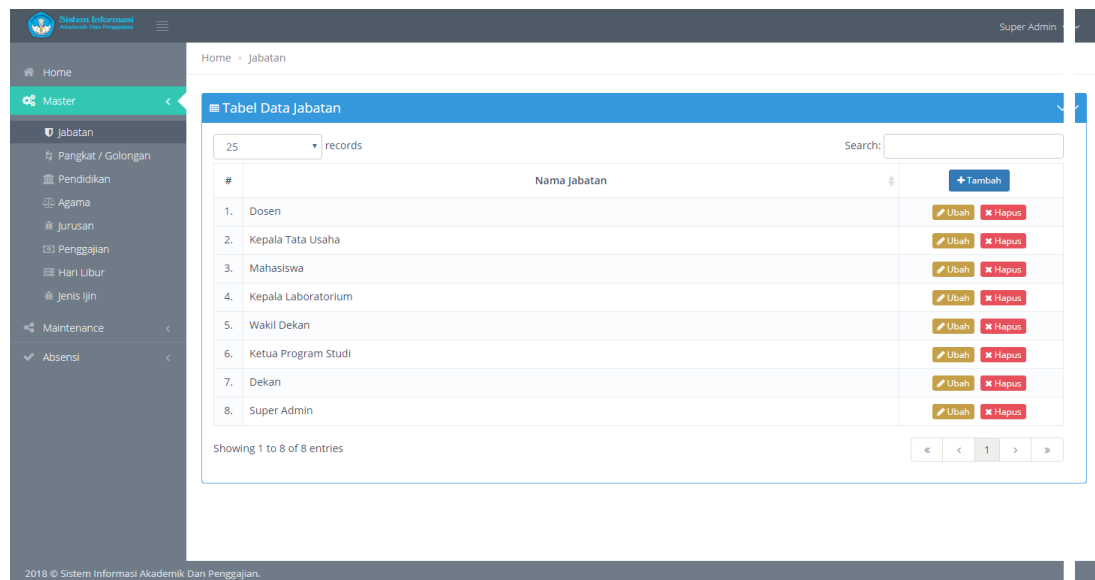 Sistem Informasi
Akademik Dan Penggajian
Super Admin
Home
Master
Jabatan
Pangkat / Golongan
Pendidikan
Agama
Jurusan
Penggajian
Hari Libur
Jenis Ijin
Maintenance
Absensi
Home Jabatan
Tabel Data Jabatan
25 records Search:
# Nama Jabatan Tambah
1. Dosen Ubah Hapus
2. Kepala Tata Usaha Ubah Hapus
3. Mahasiswa Ubah Hapus
4. Kepala Laboratorium Ubah Hapus
5. Wakil Dekan Ubah Hapus
6. Ketua Program Studi Ubah Hapus
7. Dekan Ubah Hapus
8. Super Admin Ubah Hapus
Showing 1 to 8 of 8 entries « < 1 > »
2018 © Sistem Informasi Akademik Dan Penggajian.